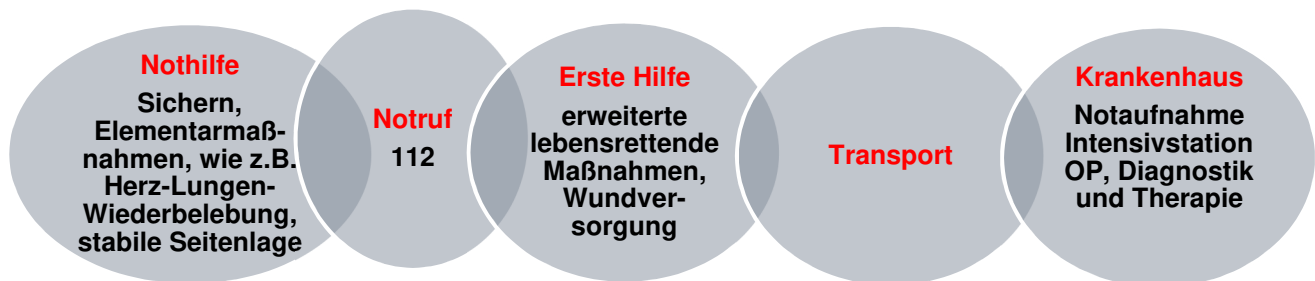 Nothilfe
Sichern,
Elementarmaß-
nahmen, wie z.B.
Herz-Lungen-
Wiederbelebung,
stabile Seitenlage
Notruf
112
Erste Hilfe
erweiterte
lebensrettende
Maßnahmen,
Wundver-
sorgung
Transport
Krankenhaus
Notaufnahme
Intensivstation
OP, Diagnostik
und Therapie